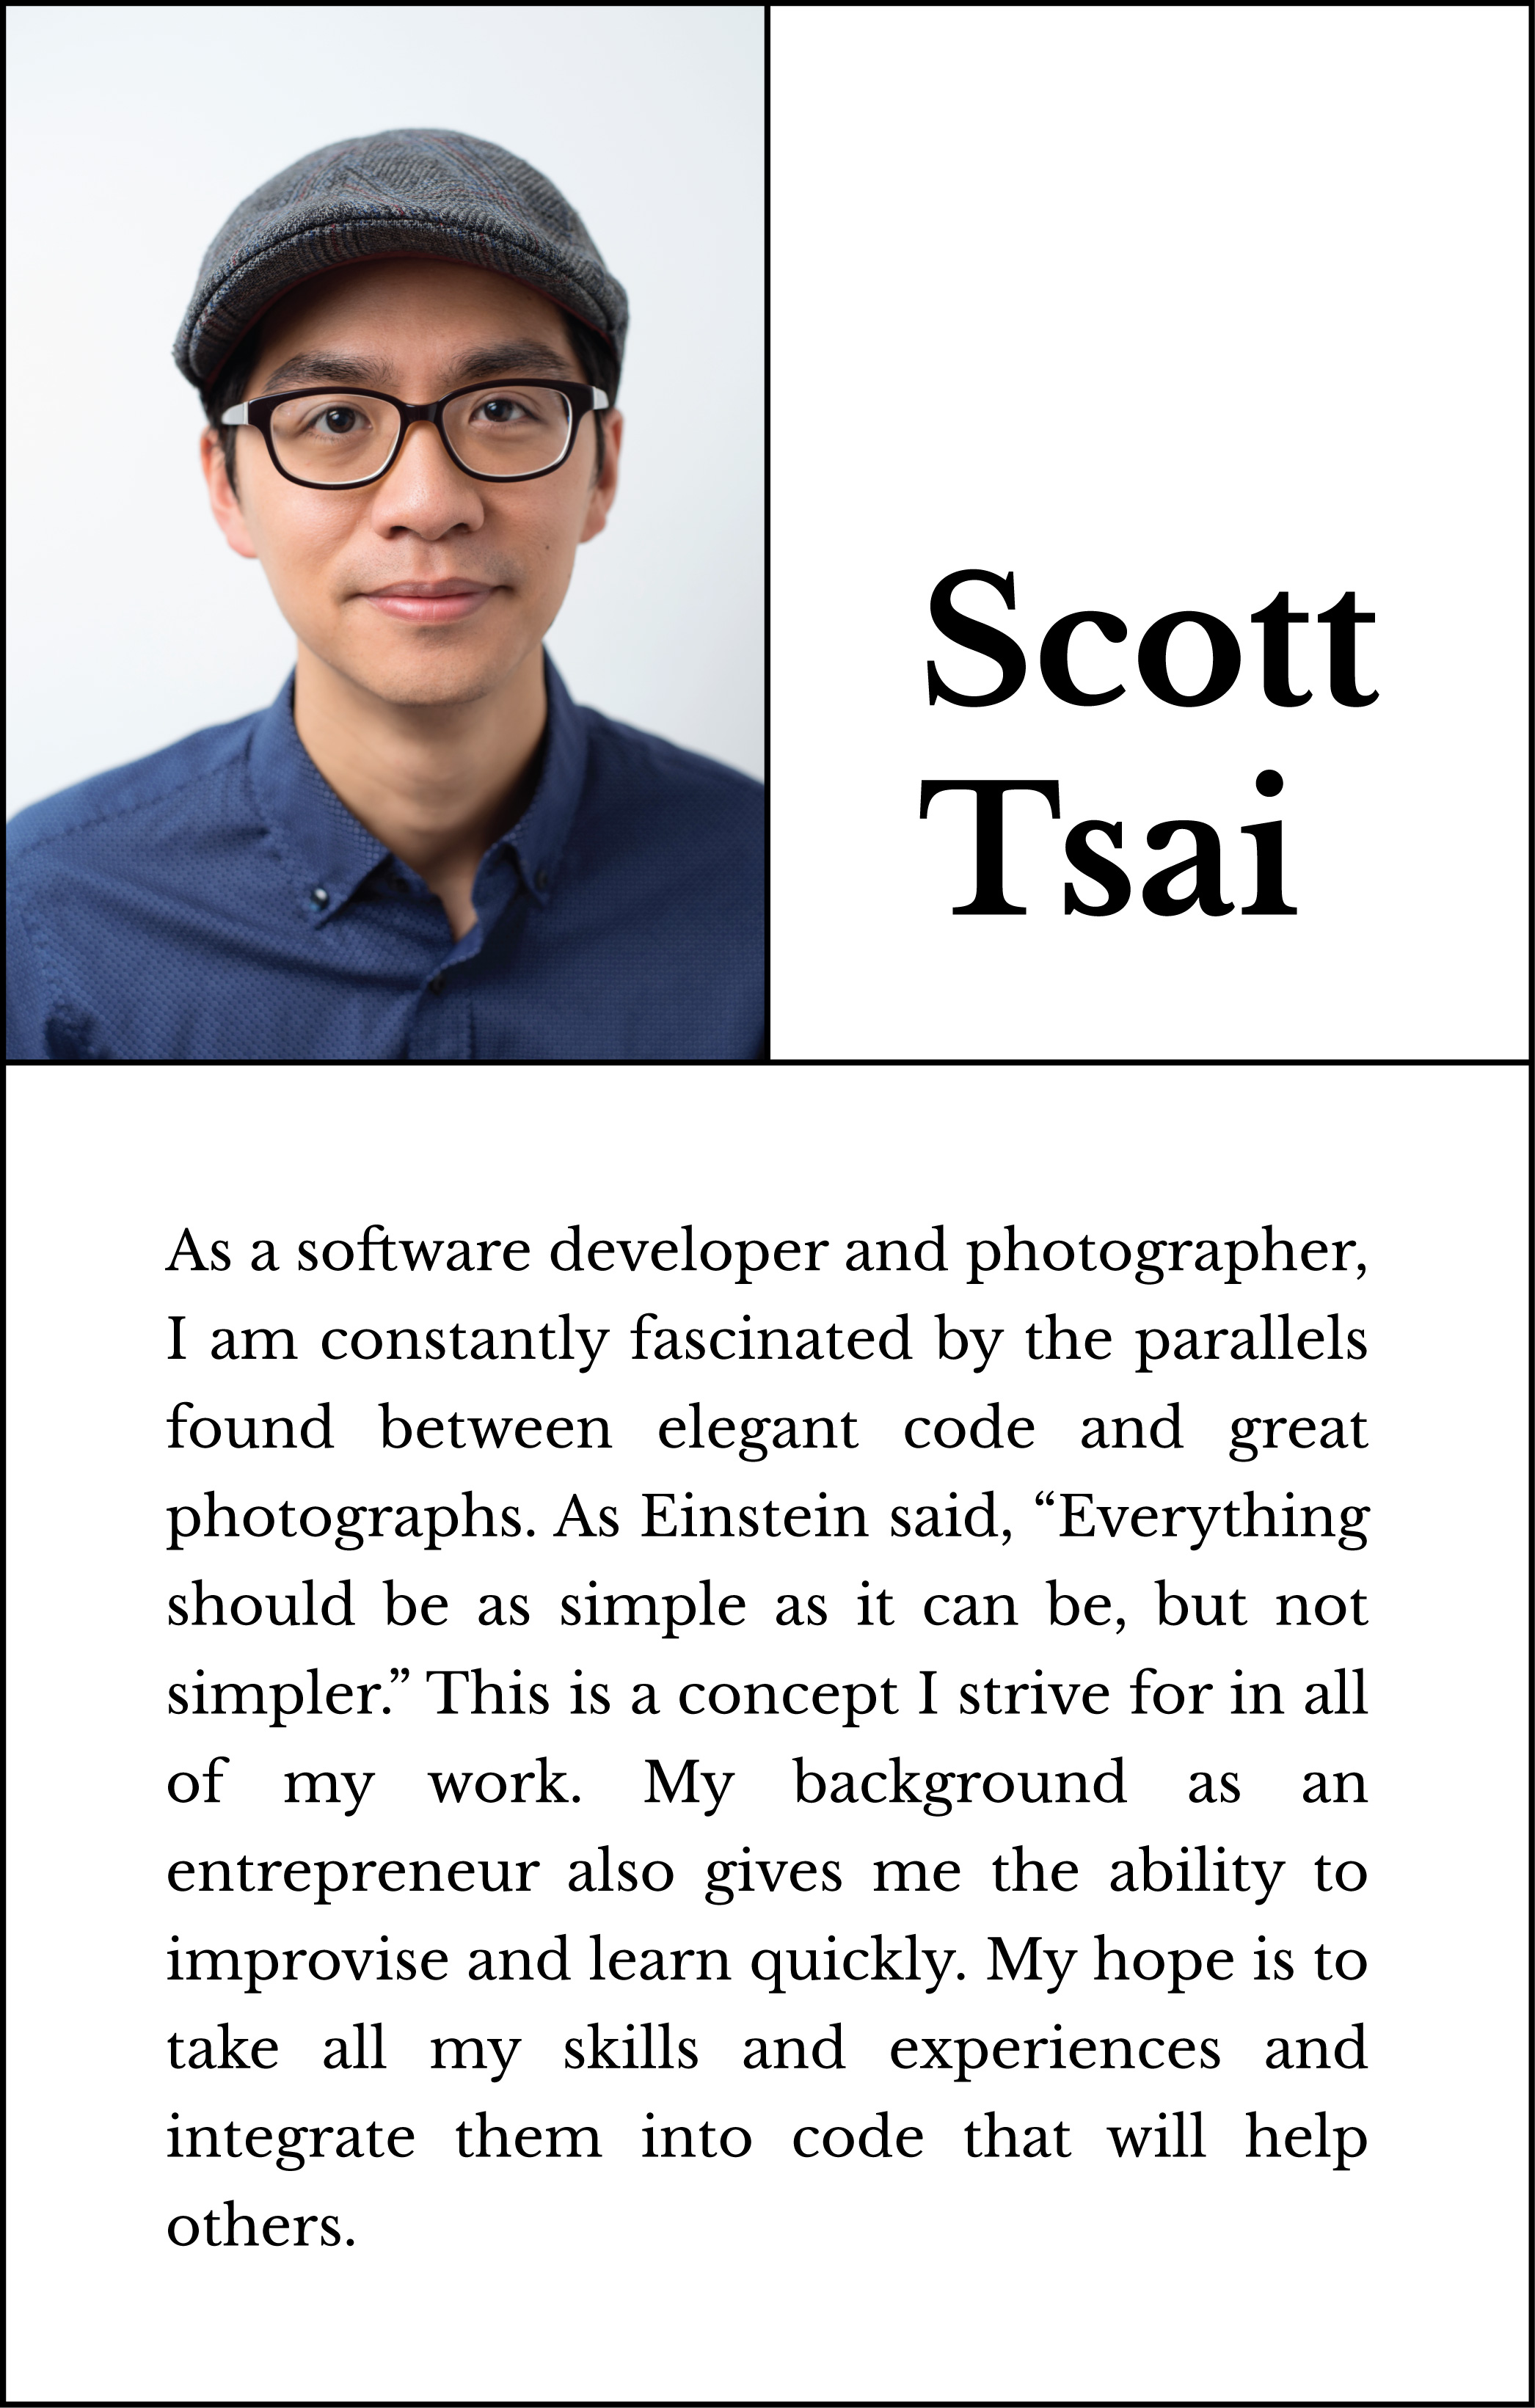 Scott
Tsai
As a software developer and photographer,
I am constantly fascinated by the parallels
found between elegant code and great
photographs. As Einstein said, “Everything
should be as simple as it can be, but not
simpler.” This is a concept I strive for in all
of my work. My background as an
entrepreneur also gives me the ability to
improvise and learn quickly. My hope is to
take all my skills and experiences and
integrate them into code that will help
others.